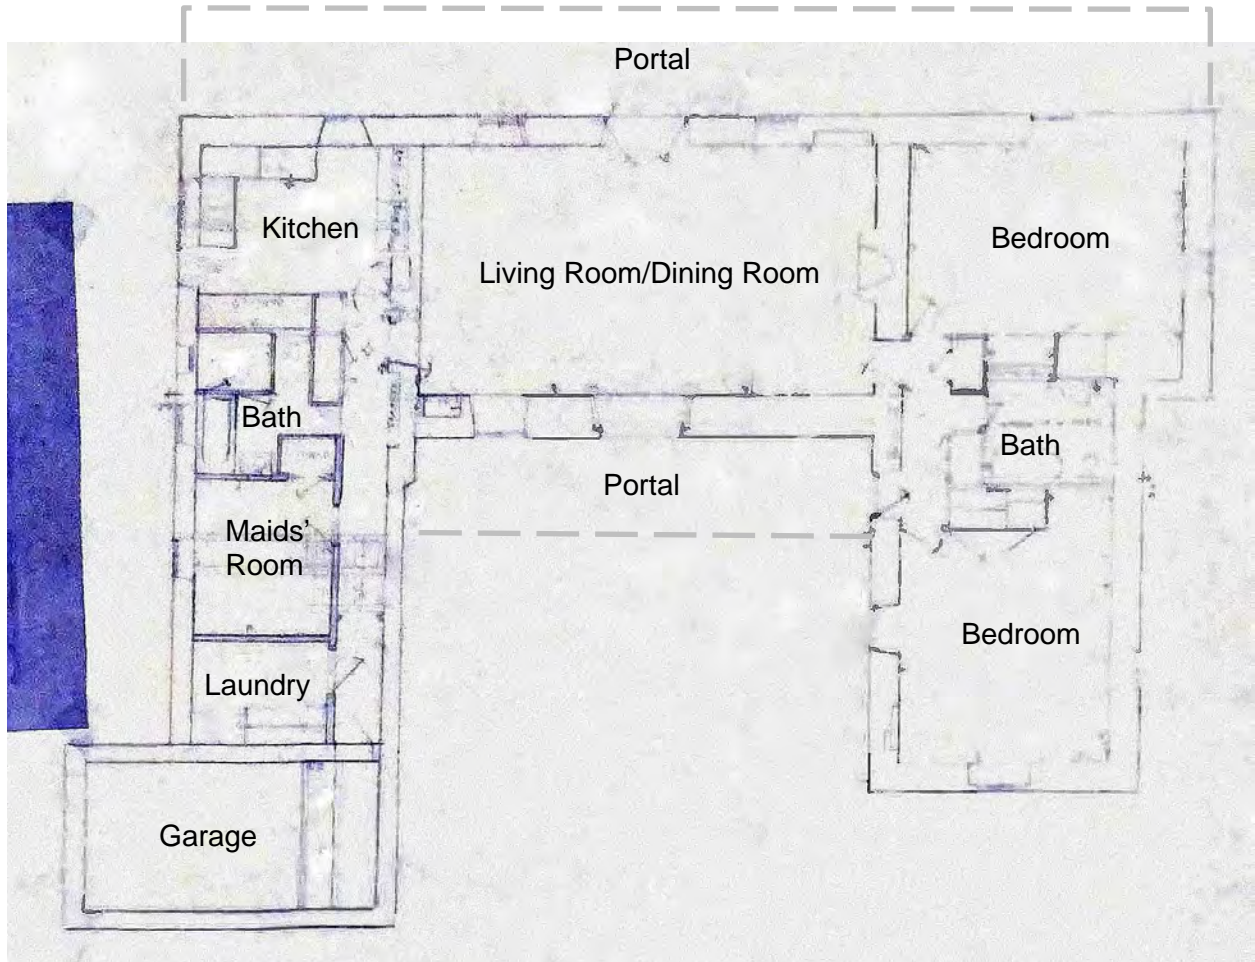 Portal
Kitchen
Bedroom
Living Room/Dining Room
Bath
Bath
Portal
Maids’
Room
Bedroom
Laundry
Garage